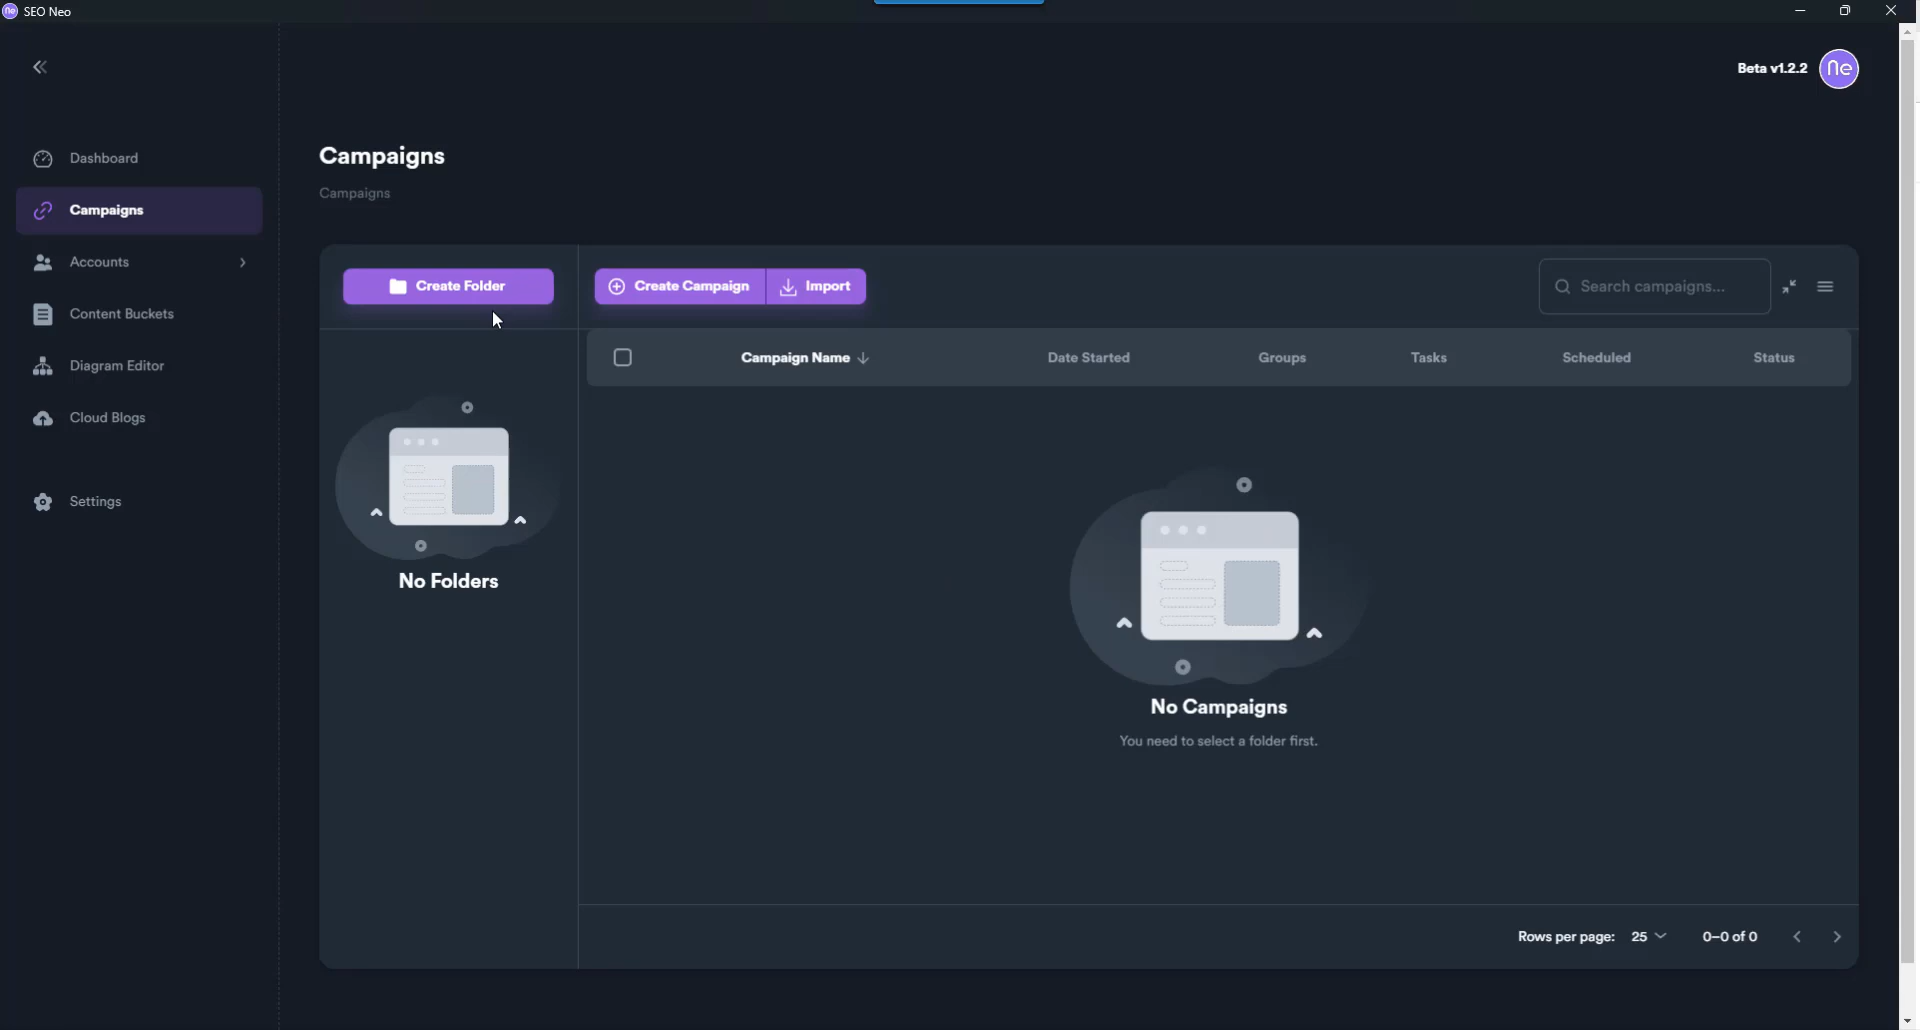 SEO Neo
Beta v1.2.2
Ne
Dashboard
Campaigns
Accounts
Content Buckets
Diagram Editor
Cloud Blogs
Settings
Campaigns
Campaigns
Create Folder
Create Campaign
Import
Search campaigns...
Campaign Name
Date Started
Groups
Tasks
Scheduled
Status
No Folders
No Campaigns
You need to select a folder first.
Rows per page: 25
0–0 of 0